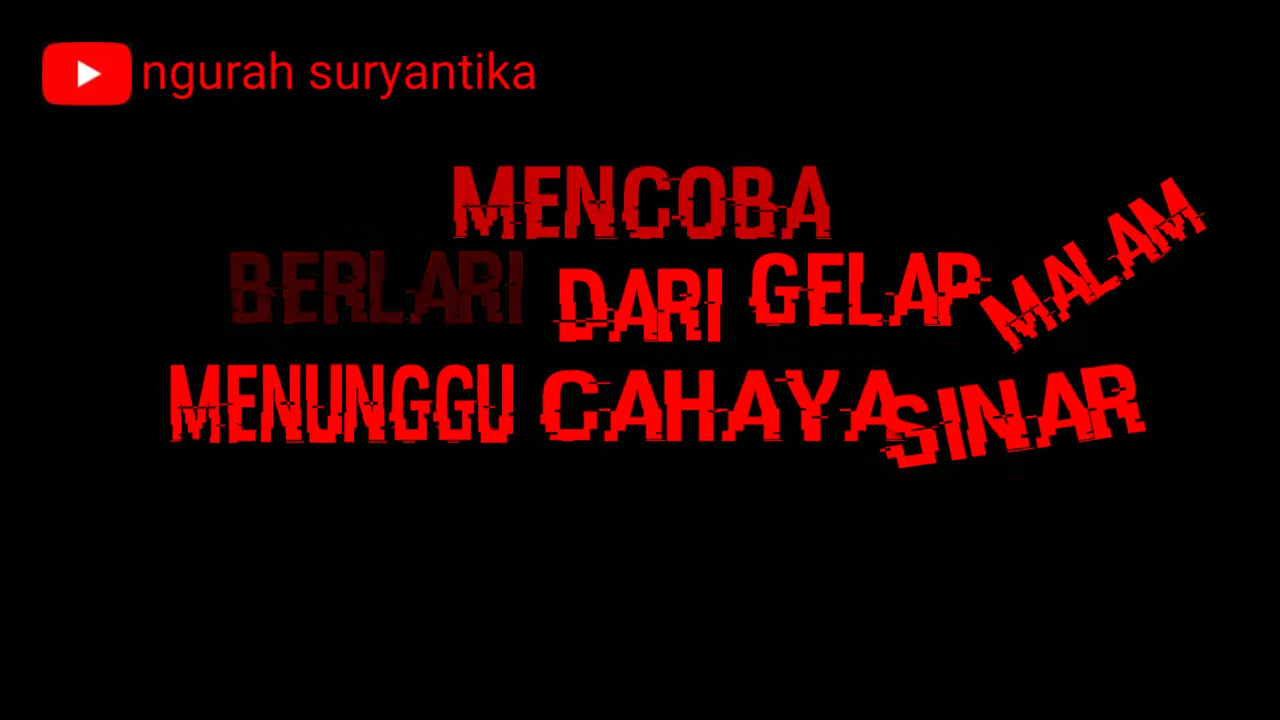 ngurah suryantika
MENCOBA
BERLARI DARI GELAP MALAM
MENUNGGU CAHAYA SINAR